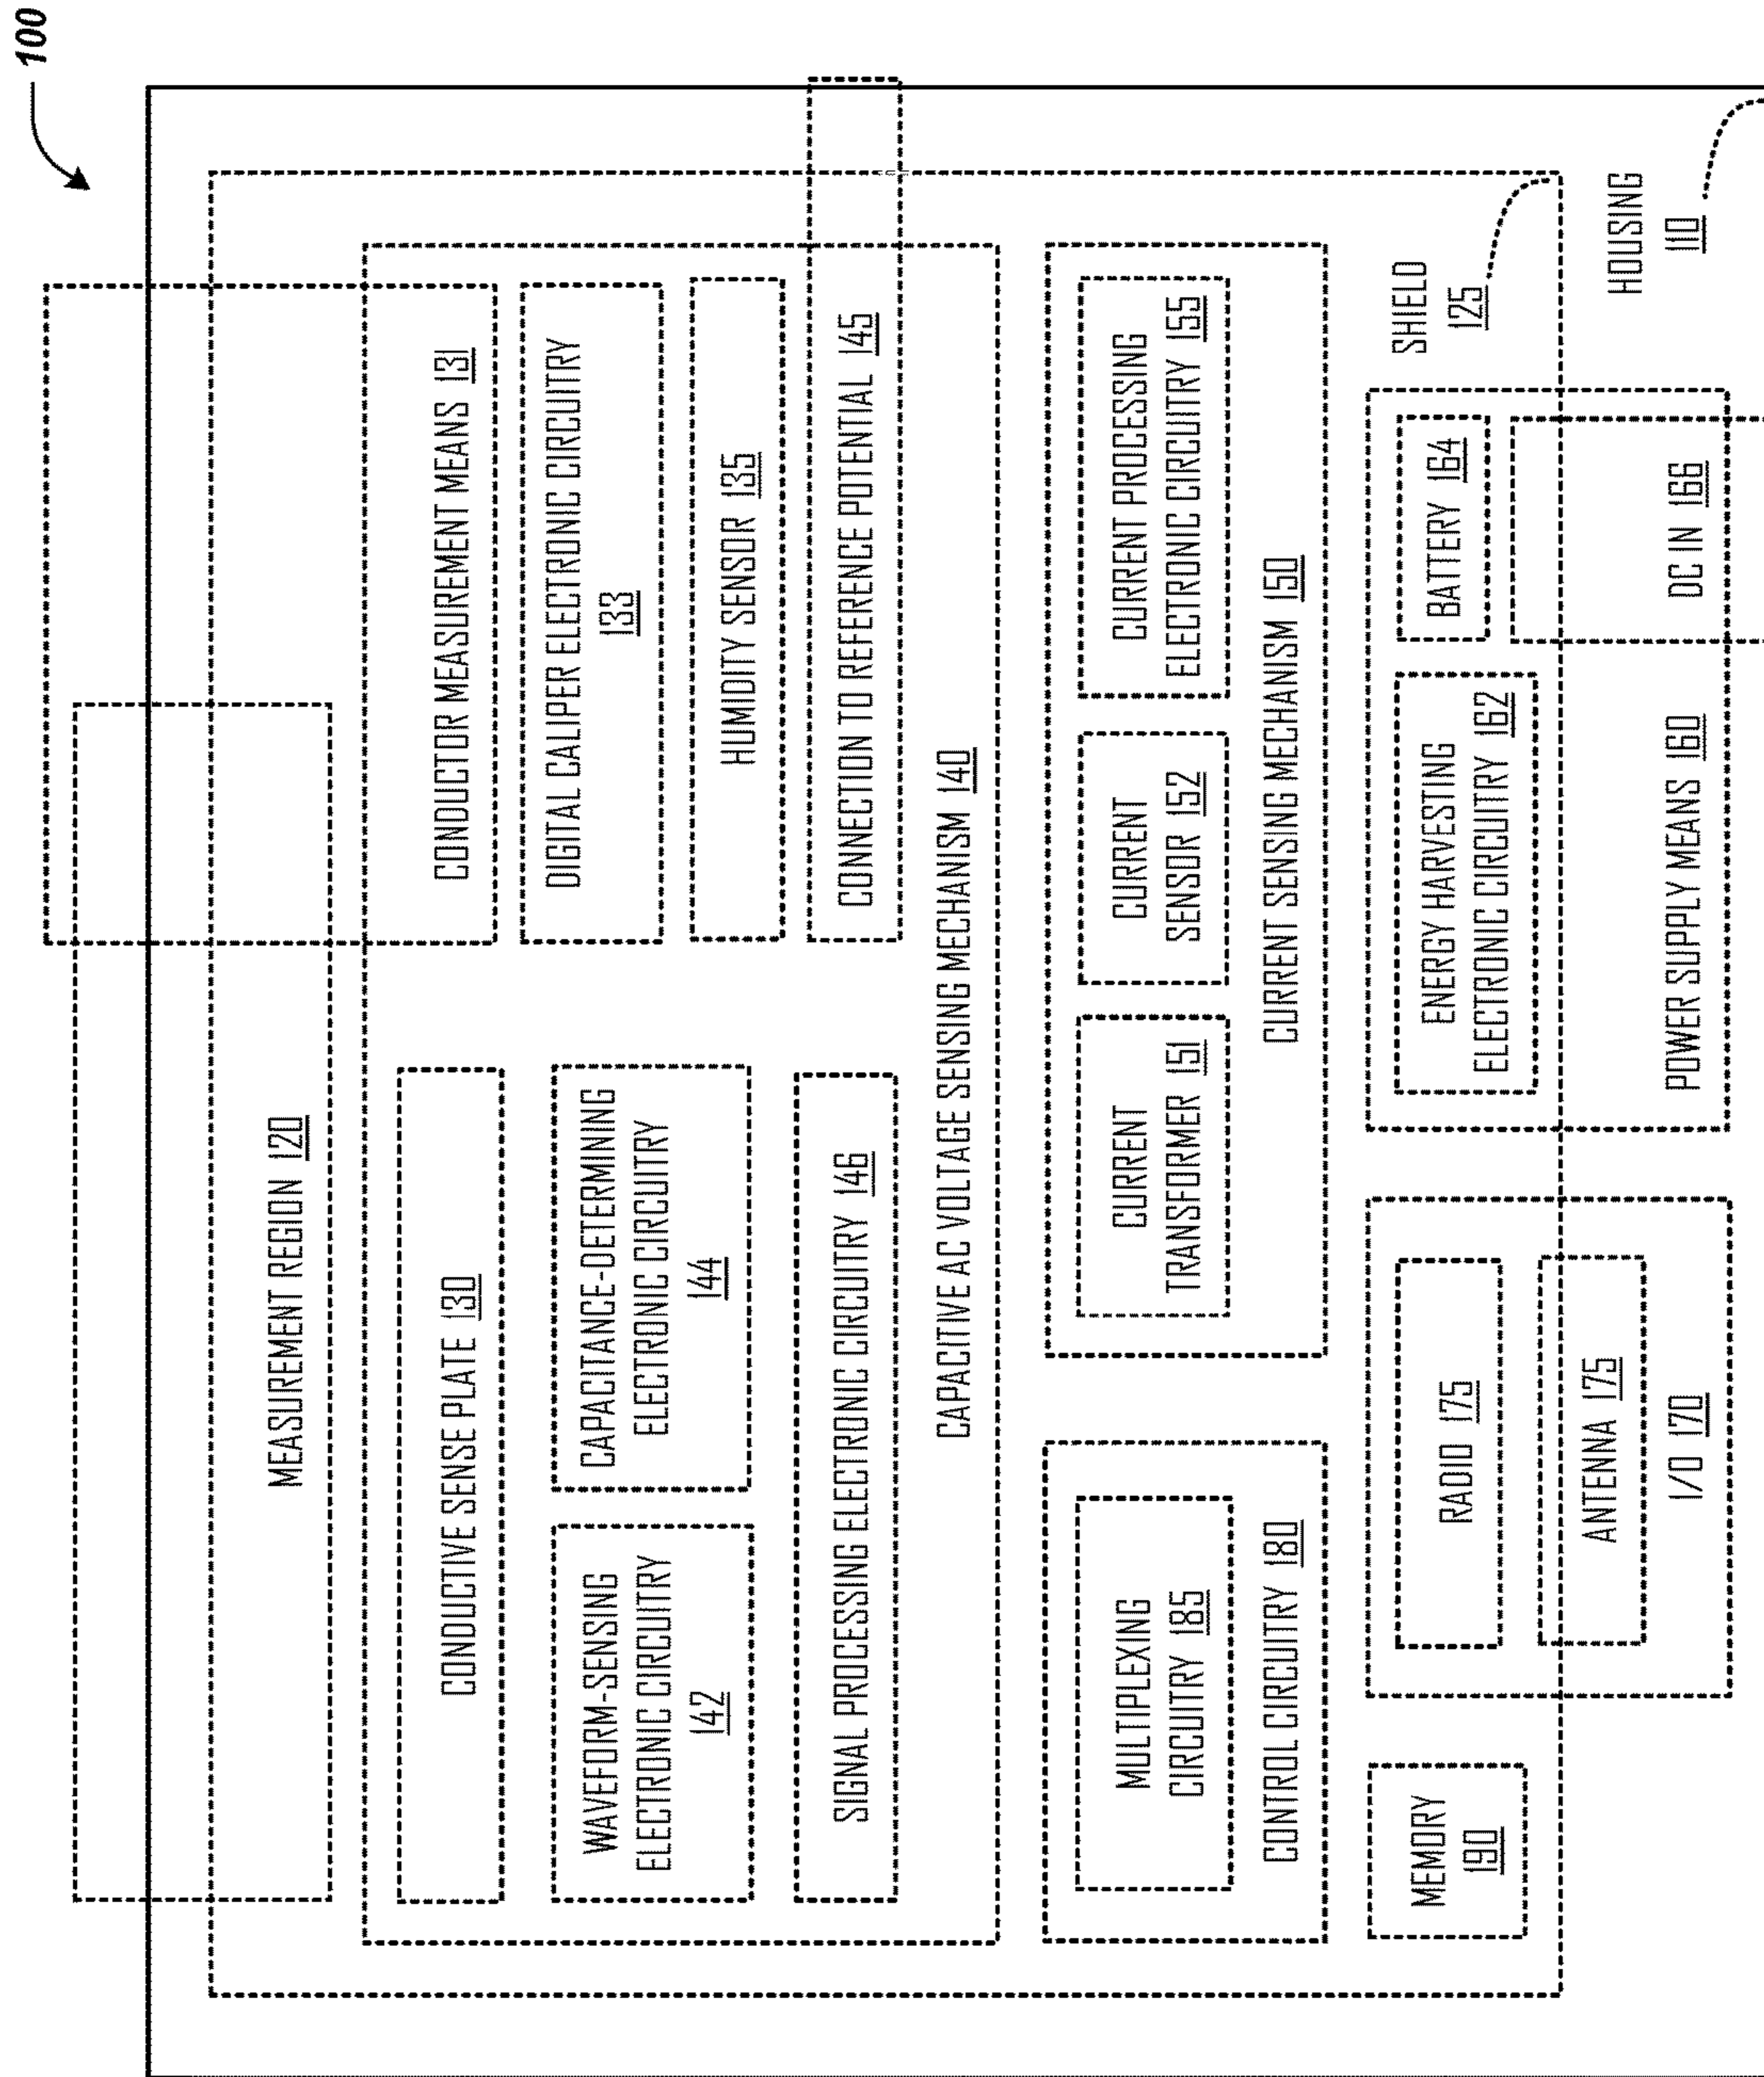 100
MEASUREMENT REGION 120
CONDUCTIVE SENSE PLATE 130
CONDUCTOR MEASUREMENT MEANS 131
WAVEFORM-SENSING
ELECTRONIC CIRCUITRY
142
CAPACITANCE-DETERMINING
ELECTRONIC CIRCUITRY
144
DIGITAL CALIPER ELECTRONIC CIRCUITRY
133
HUMIDITY SENSOR 135
SIGNAL PROCESSING ELECTRONIC CIRCUITRY 146
CONNECTION TO REFERENCE POTENTIAL 145
CAPACITIVE AC VOLTAGE SENSING MECHANISM 140
MULTIPLEXING
CIRCUITRY 185
CONTROL CIRCUITRY 180
CURRENT
TRANSFORMER 151
CURRENT
SENSOR 152
CURRENT PROCESSING
ELECTRONIC CIRCUITRY 155
CURRENT SENSING MECHANISM 150
MEMORY
190
RADIO 175
ANTENNA 175
I/O 170
ENERGY HARVESTING
ELECTRONIC CIRCUITRY 162
BATTERY 164
POWER SUPPLY MEANS 160
DC IN 166
SHIELD
125
HOUSING
110